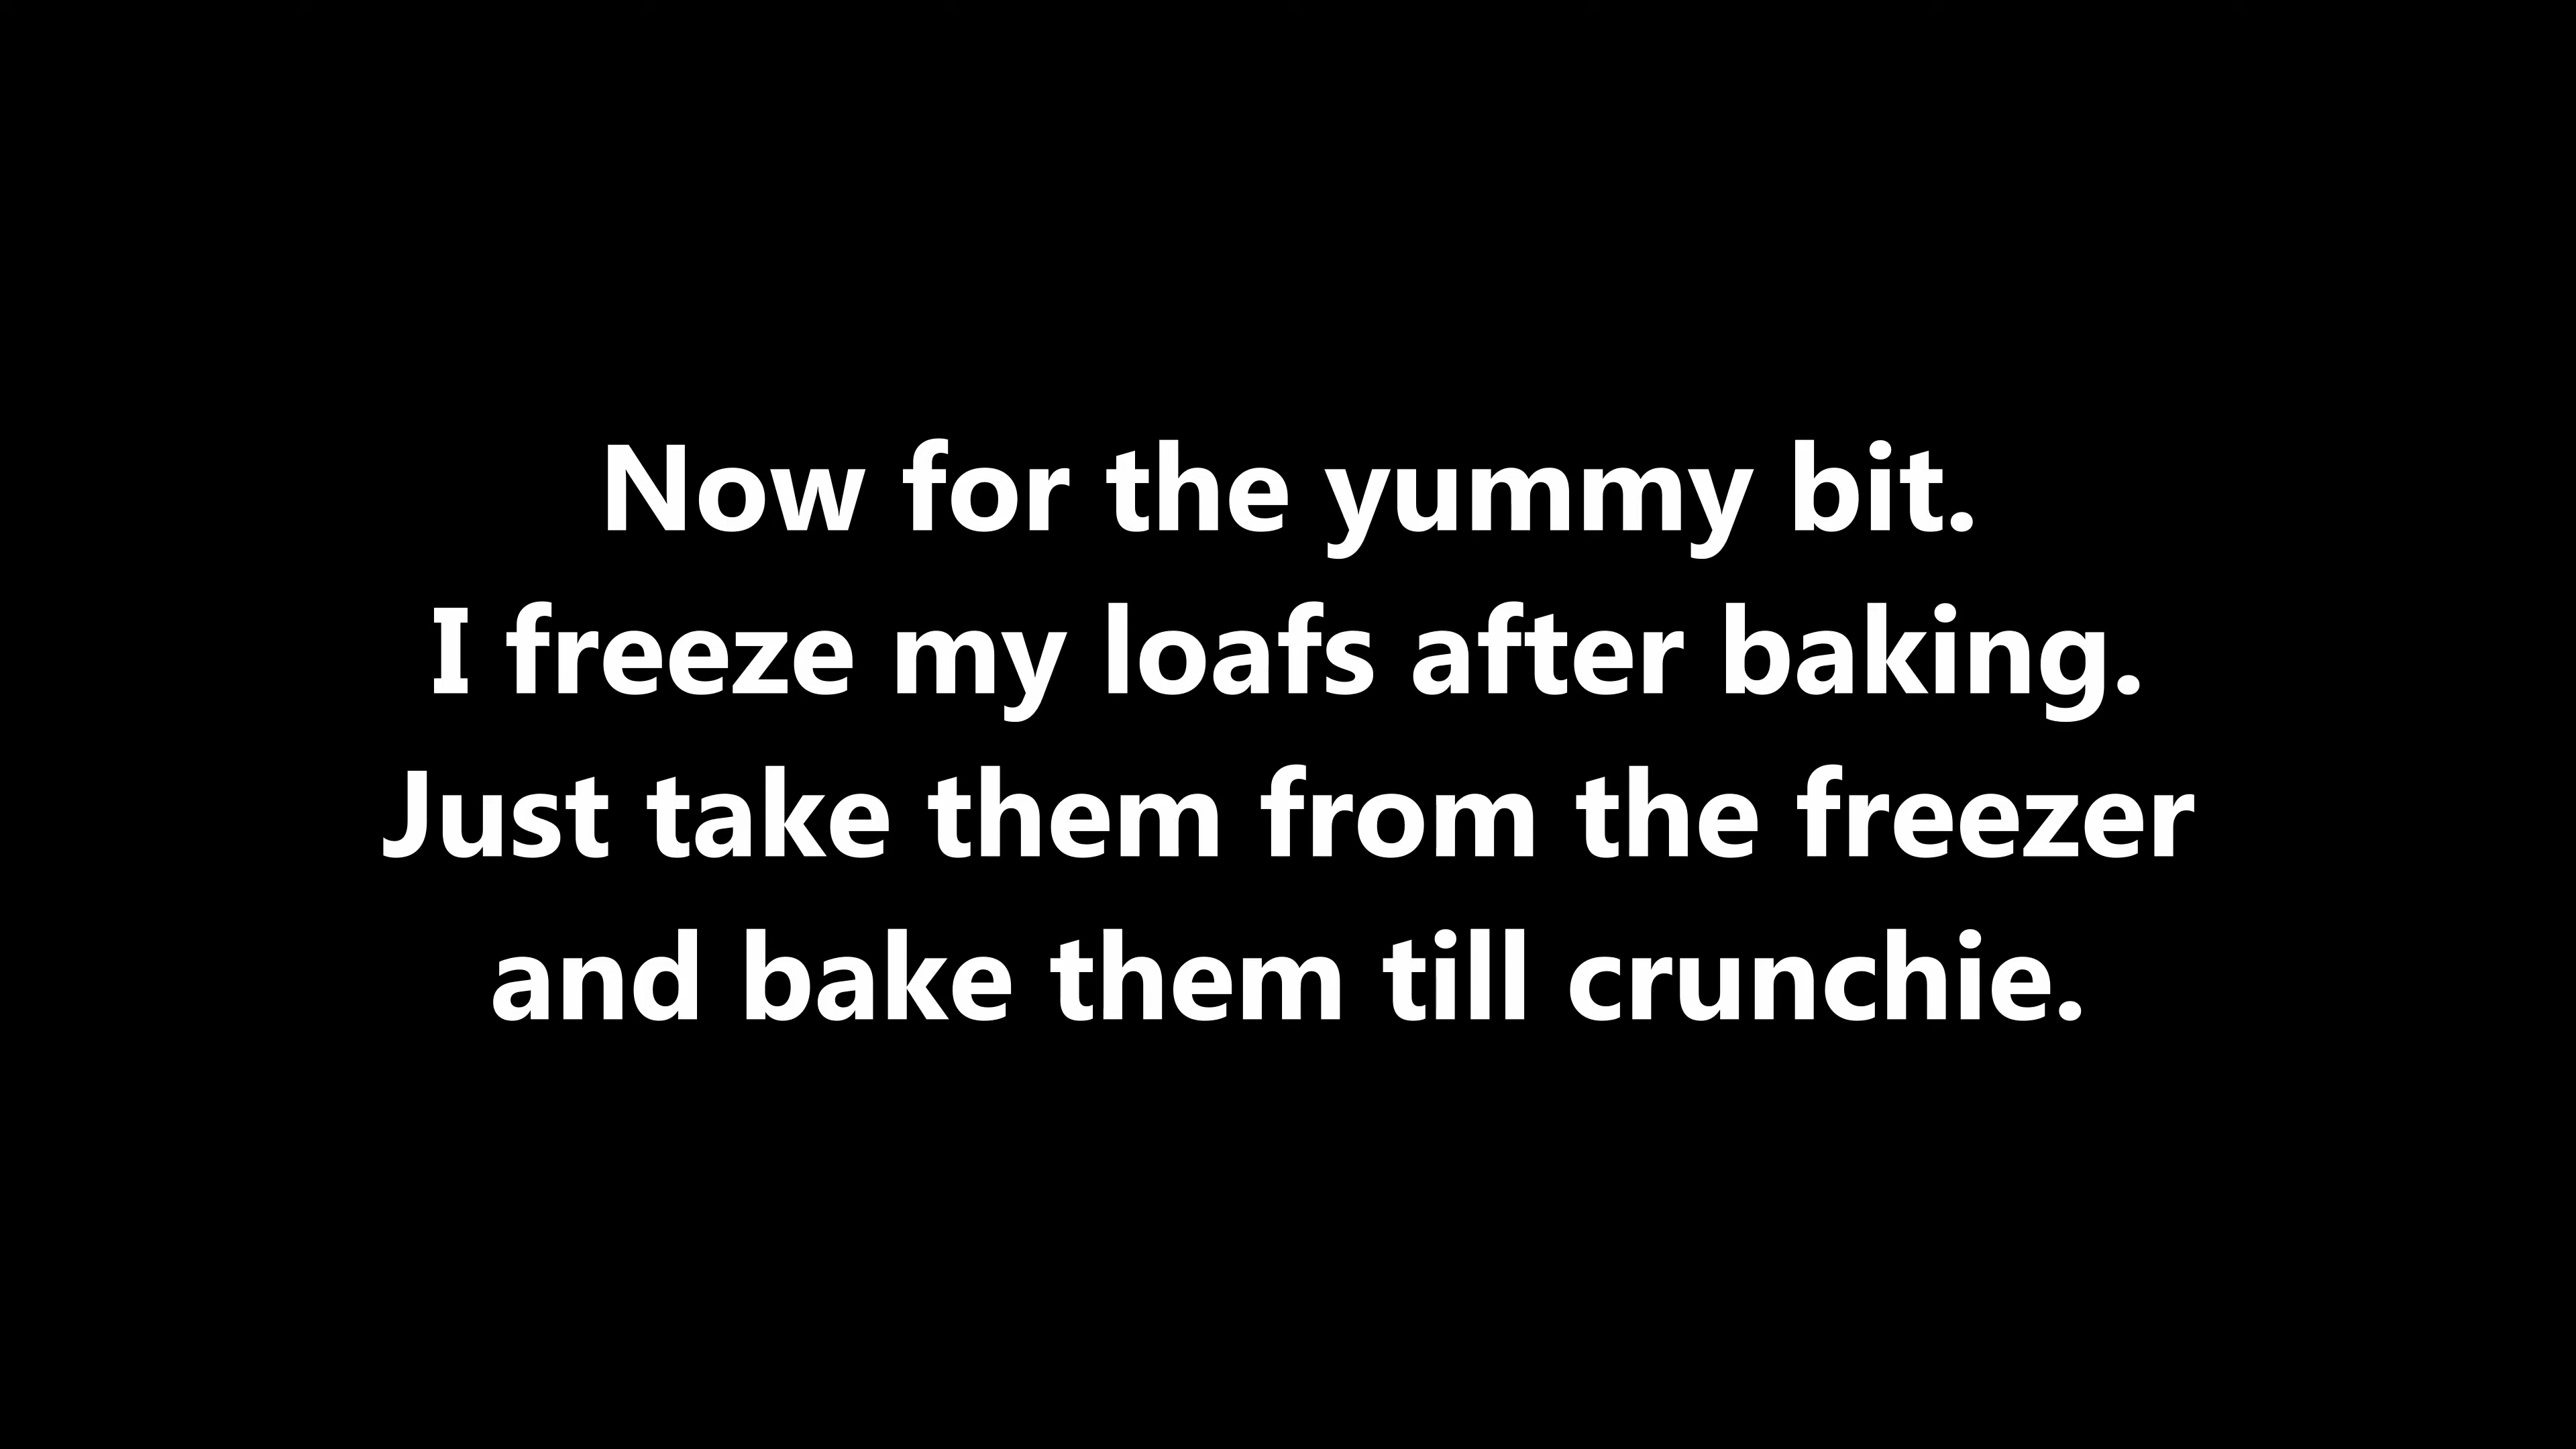 Now for the yummy bit.
I freeze my loafs after baking.
Just take them from the freezer
and bake them till crunchie.